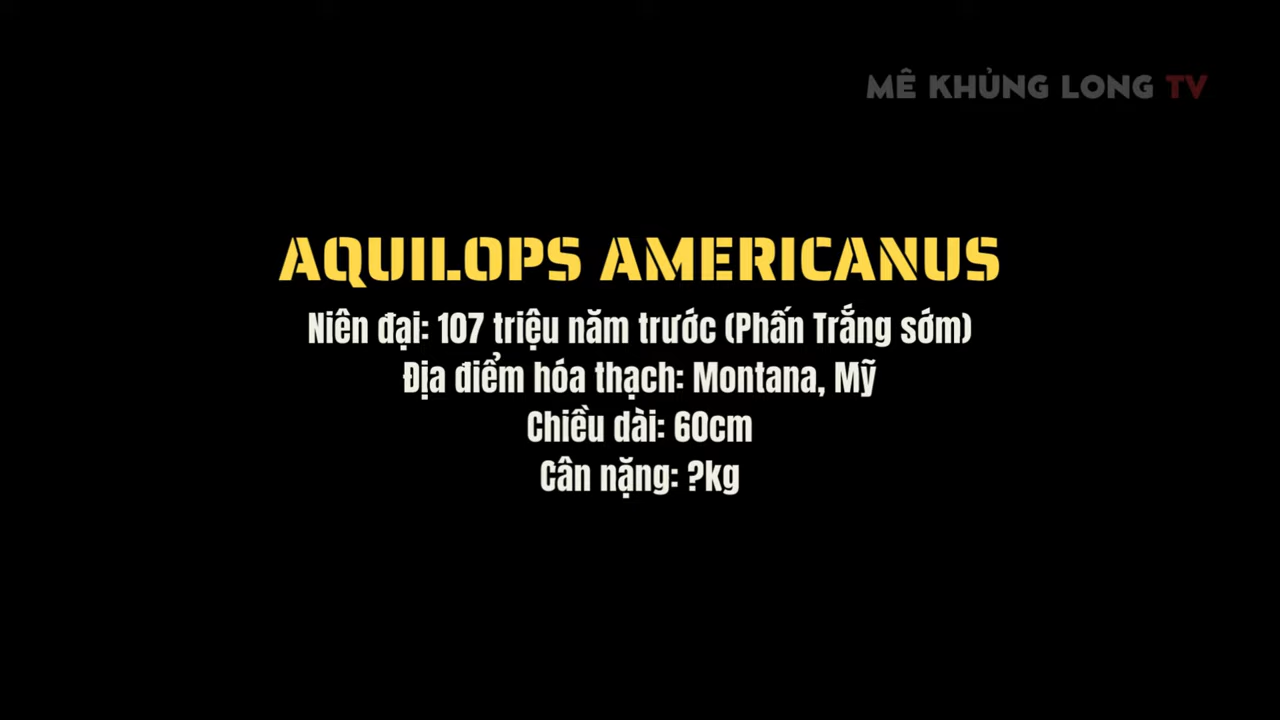 MÊ KHỦNG LONG TV
AQUILOPS AMERICANUS
Niên đại: 107 triệu năm trước (Phấn Trắng sớm)
Địa điểm hóa thạch: Montana, Mỹ
Chiều dài: 60cm
Cân nặng: ?kg